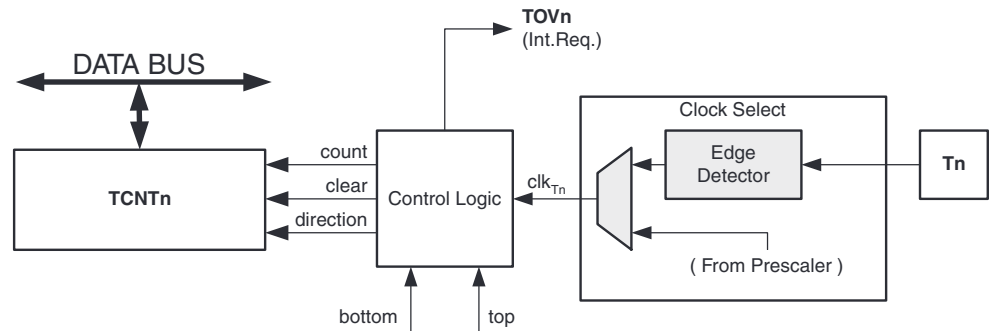 TOVn
(Int.Req.)
DATA BUS
Clock Select
count
Edge
Detector
Tn
TCNTn
clear
Control Logic
clkTn
direction
( From Prescaler )
bottom
top